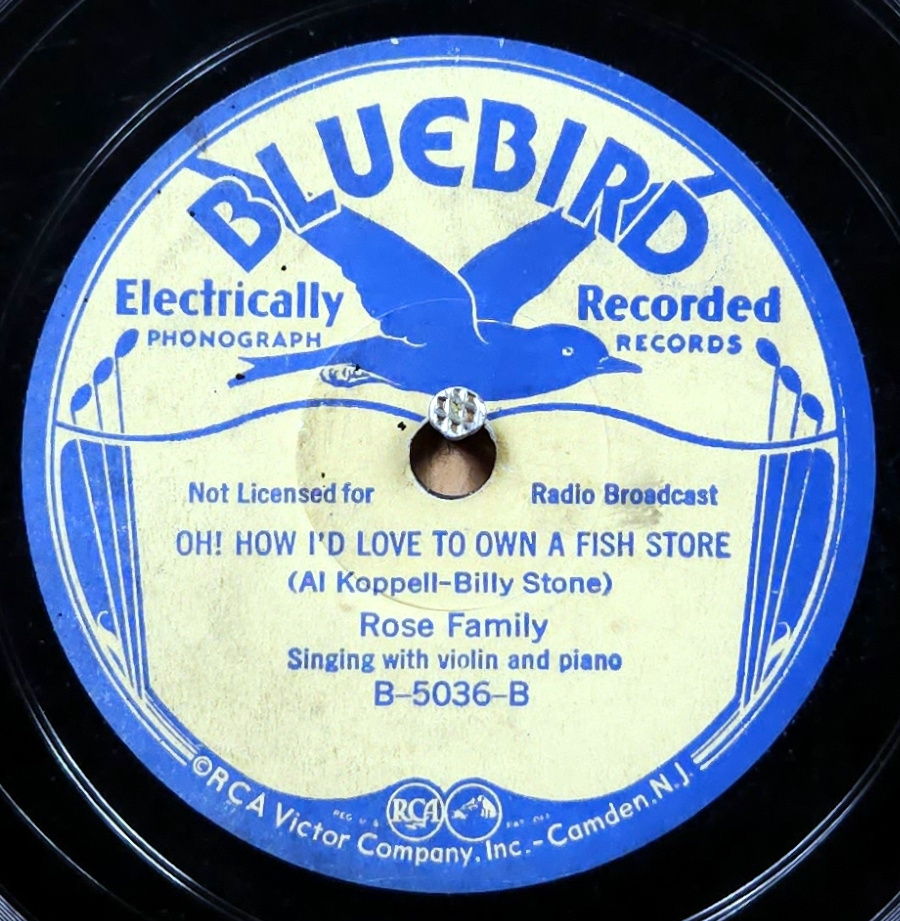 BLUEBIRD
Electrically Recorded
PHONOGRAPH RECORDS
Not Licensed for Radio Broadcast
OH! HOW I'D LOVE TO OWN A FISH STORE
(Al Koppell-Billy Stone)
Rose Family
Singing with violin and piano
B-5036-B
RCA
©RCA Victor Company, Inc.-Camden, N.J.